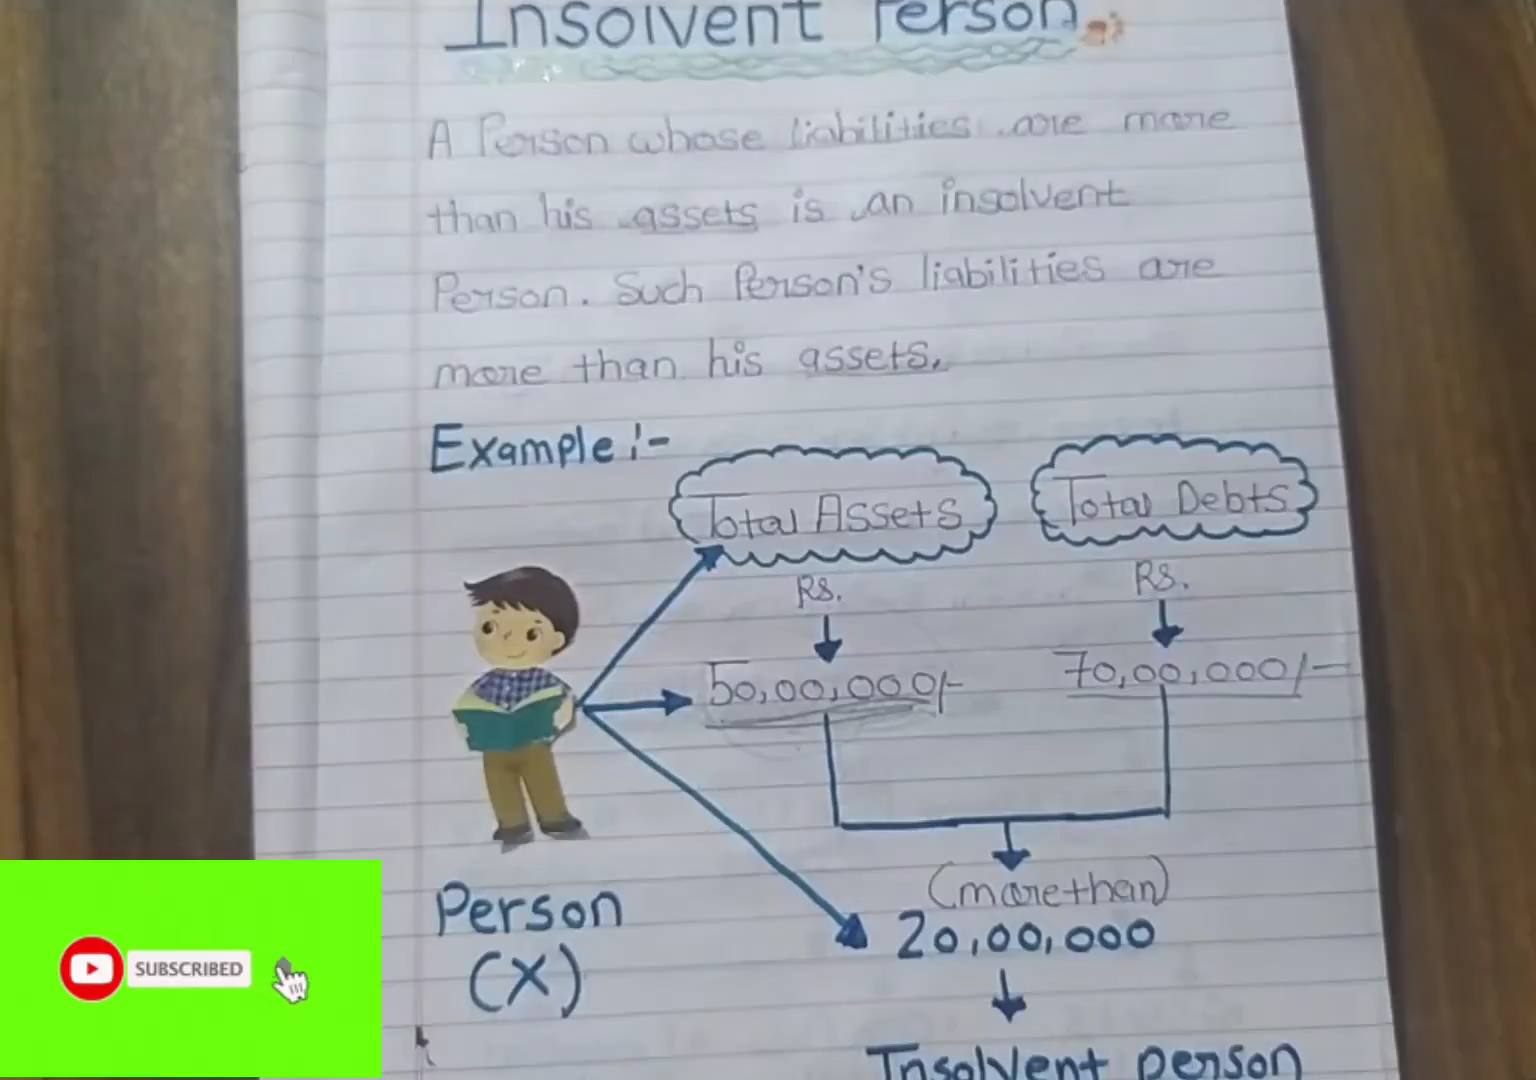 Insolvent Person
A Person whose liabilities are more
than his assets is an insolvent
Person. Such Person's liabilities are
more than his assets.
Example :-
Total Assets
Total Debts
Rs.
Rs.
50,00,000/-
70,00,000/-
(more than)
20,00,000
Person
(X)
SUBSCRIBED
Insolvent person